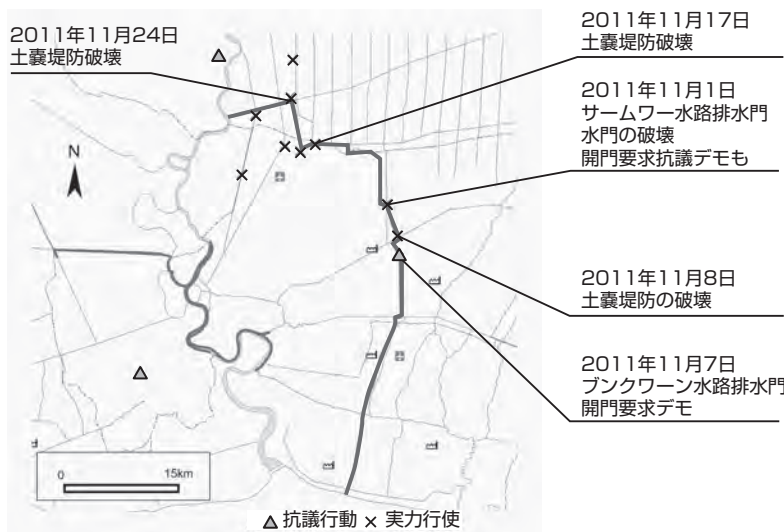 2011年11月24日
土嚢堤防破壊
2011年11月17日
土嚢堤防破壊
2011年11月1日
サームワー水路排水門
水門の破壊
開門要求抗議デモも
N
2011年11月8日
土嚢堤防の破壊
2011年11月7日
ブンクワーン水路排水門
開門要求デモ
0 15km
抗議行動 × 実力行使